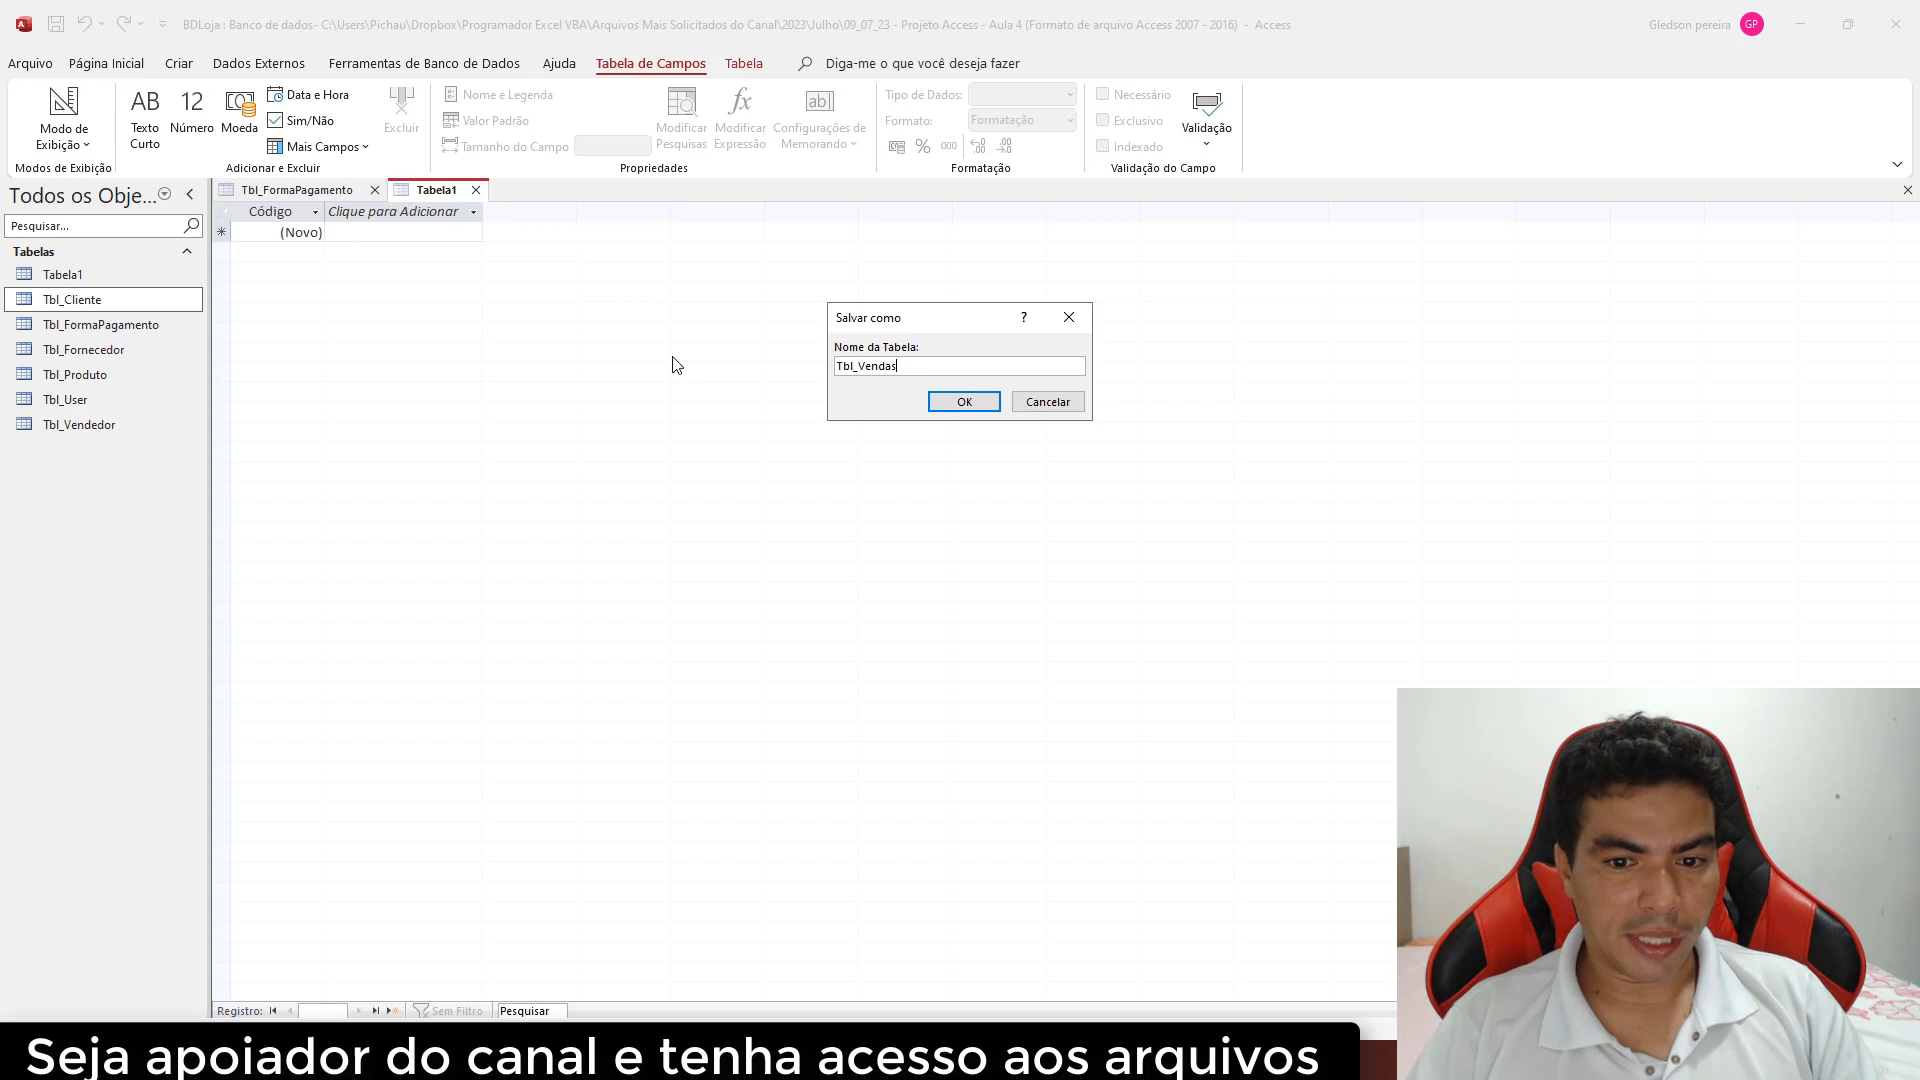 BDLoja : Banco de dados- C:\Users\Pichau\Dropbox\Programador Excel VBA\Arquivos Mais Solicitados do Canal\2023\Julho\09_07_23 - Projeto Access - Aula 4 (Formato de arquivo Access 2007 - 2016) - Access
Gledson pereira
GP
Arquivo
Página Inicial
Criar
Dados Externos
Ferramentas de Banco de Dados
Ajuda
Tabela de Campos
Tabela
Diga-me o que você deseja fazer
Modo de
Exibição
Modos de Exibição
AB
Texto
Curto
12
Número
Moeda
Data e Hora
Sim/Não
Mais Campos
Excluir
Adicionar e Excluir
Nome e Legenda
Valor Padrão
Tamanho do Campo
Modificar
Pesquisas
fx
Modificar
Expressão
ab|
Configurações de
Memorando
Propriedades
Tipo de Dados:
Formato:
Formatação
% 000
Formatação
Necessário
Exclusivo
Indexado
Validação
Validação do Campo
Todos os Obje...
Pesquisar...
Tabelas
Tabela1
Tbl_Cliente
Tbl_FormaPagamento
Tbl_Fornecedor
Tbl_Produto
Tbl_User
Tbl_Vendedor
Tbl_FormaPagamento
Tabela1
Código
Clique para Adicionar
(Novo)
Salvar como
?
Nome da Tabela:
Tbl_Vendas
OK
Cancelar
Registro:
Sem Filtro
Pesquisar
Seja apoiador do canal e tenha acesso aos arquivos